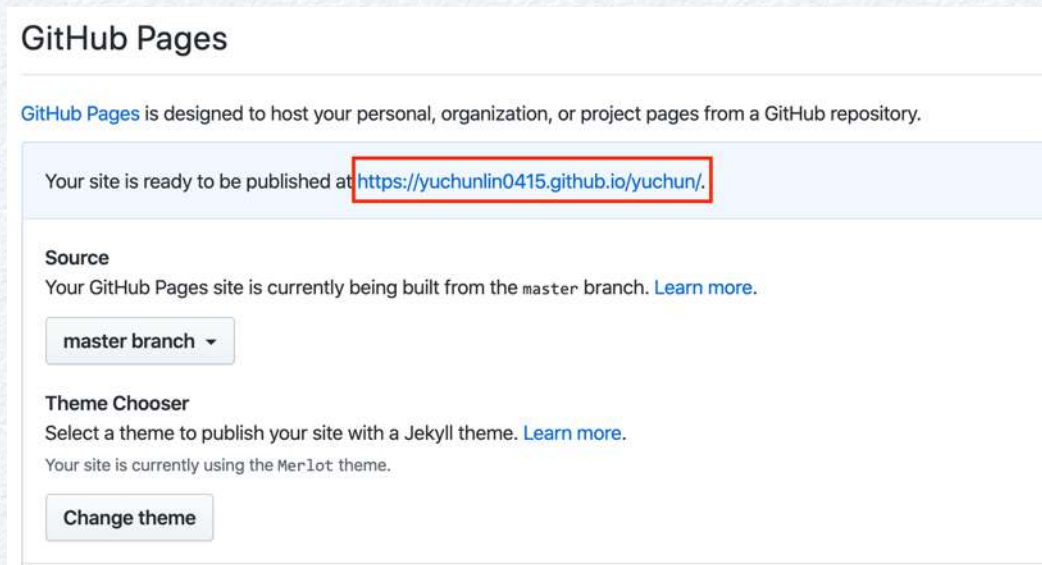 GitHub Pages
GitHub Pages is designed to host your personal, organization, or project pages from a GitHub repository.
Your site is ready to be published at https://yuchunlin0415.github.io/yuchun/.
Source
Your GitHub Pages site is currently being built from the master branch. Learn more.
master branch
Theme Chooser
Select a theme to publish your site with a Jekyll theme. Learn more.
Your site is currently using the Merlot theme.
Change theme